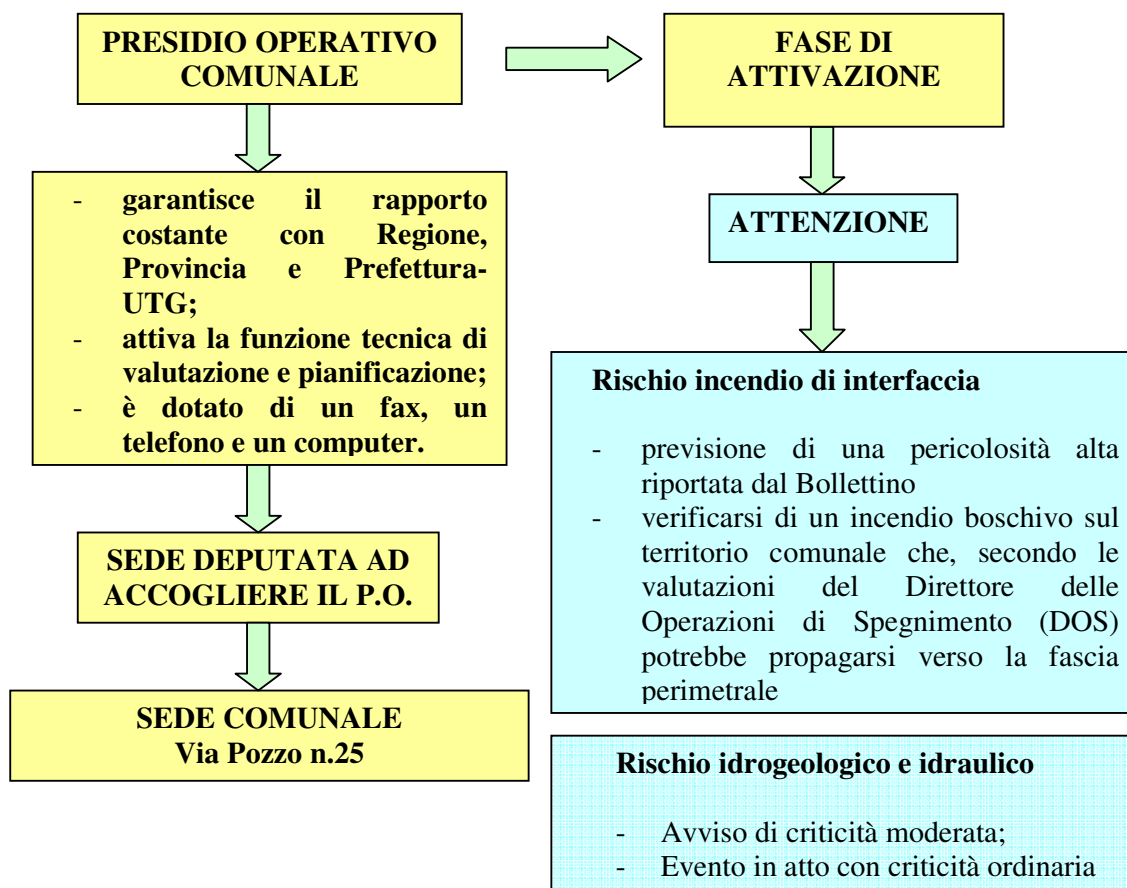 PRESIDIO OPERATIVO
COMUNALE
- garantisce il rapporto
costante con Regione,
Provincia e Prefettura-
UTG;
- attiva la funzione tecnica di
valutazione e pianificazione;
- è dotato di un fax, un
telefono e un computer.
SEDE DEPUTATA AD
ACCOGLIERE IL P.O.
SEDE COMUNALE
Via Pozzo n.25
FASE DI
ATTIVAZIONE
ATTENZIONE
Rischio incendio di interfaccia
- previsione di una pericolosità alta
riportata dal Bollettino
- verificarsi di un incendio boschivo sul
territorio comunale che, secondo le
valutazioni del Direttore delle
Operazioni di Spegnimento (DOS)
potrebbe propagarsi verso la fascia
perimetrale
Rischio idrogeologico e idraulico
- Avviso di criticità moderata;
- Evento in atto con criticità ordinaria